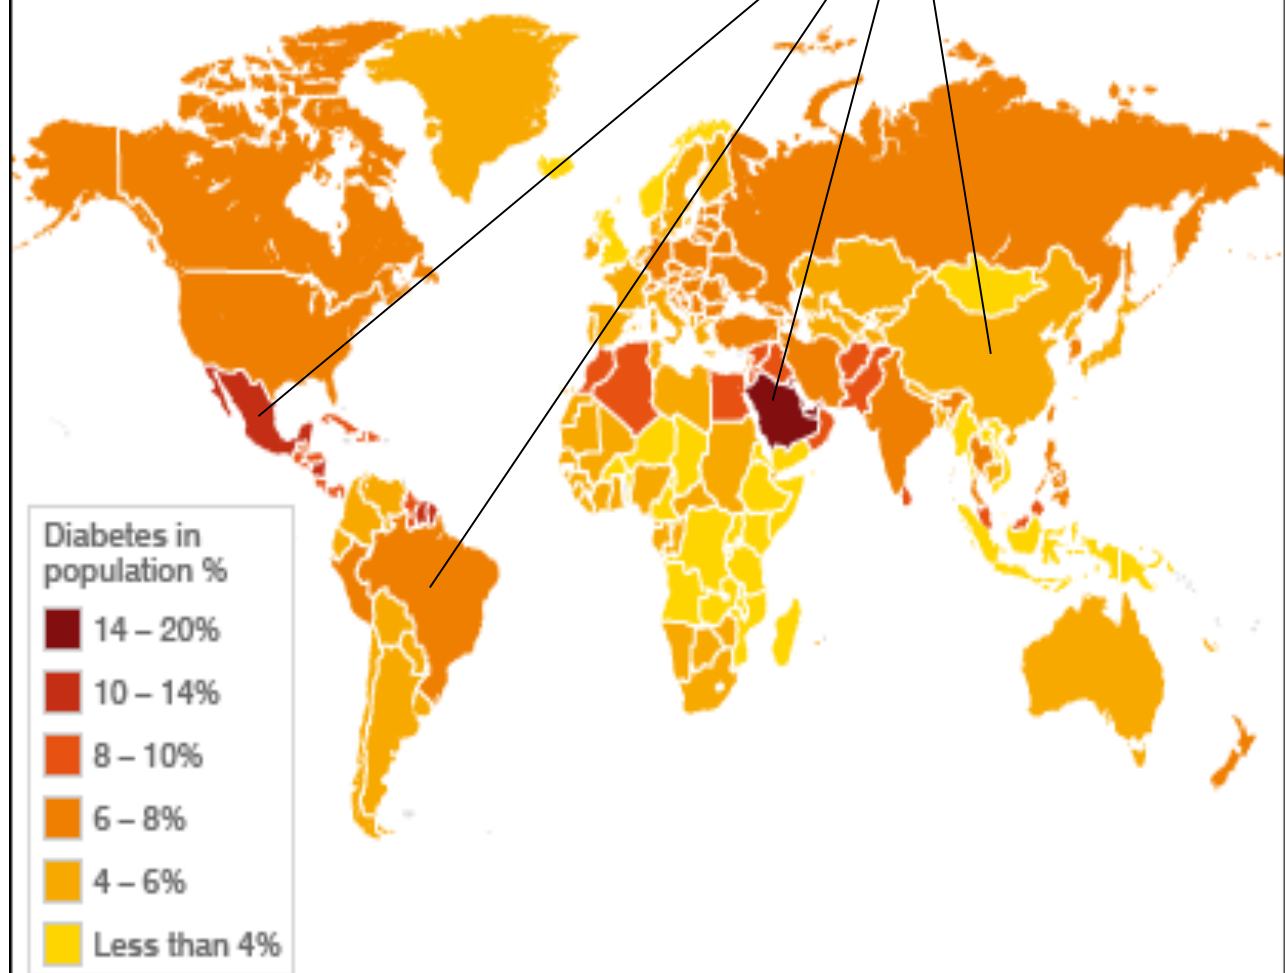 Diabetes in
population %
14 – 20%
10 – 14%
8 – 10%
6 – 8%
4 – 6%
Less than 4%